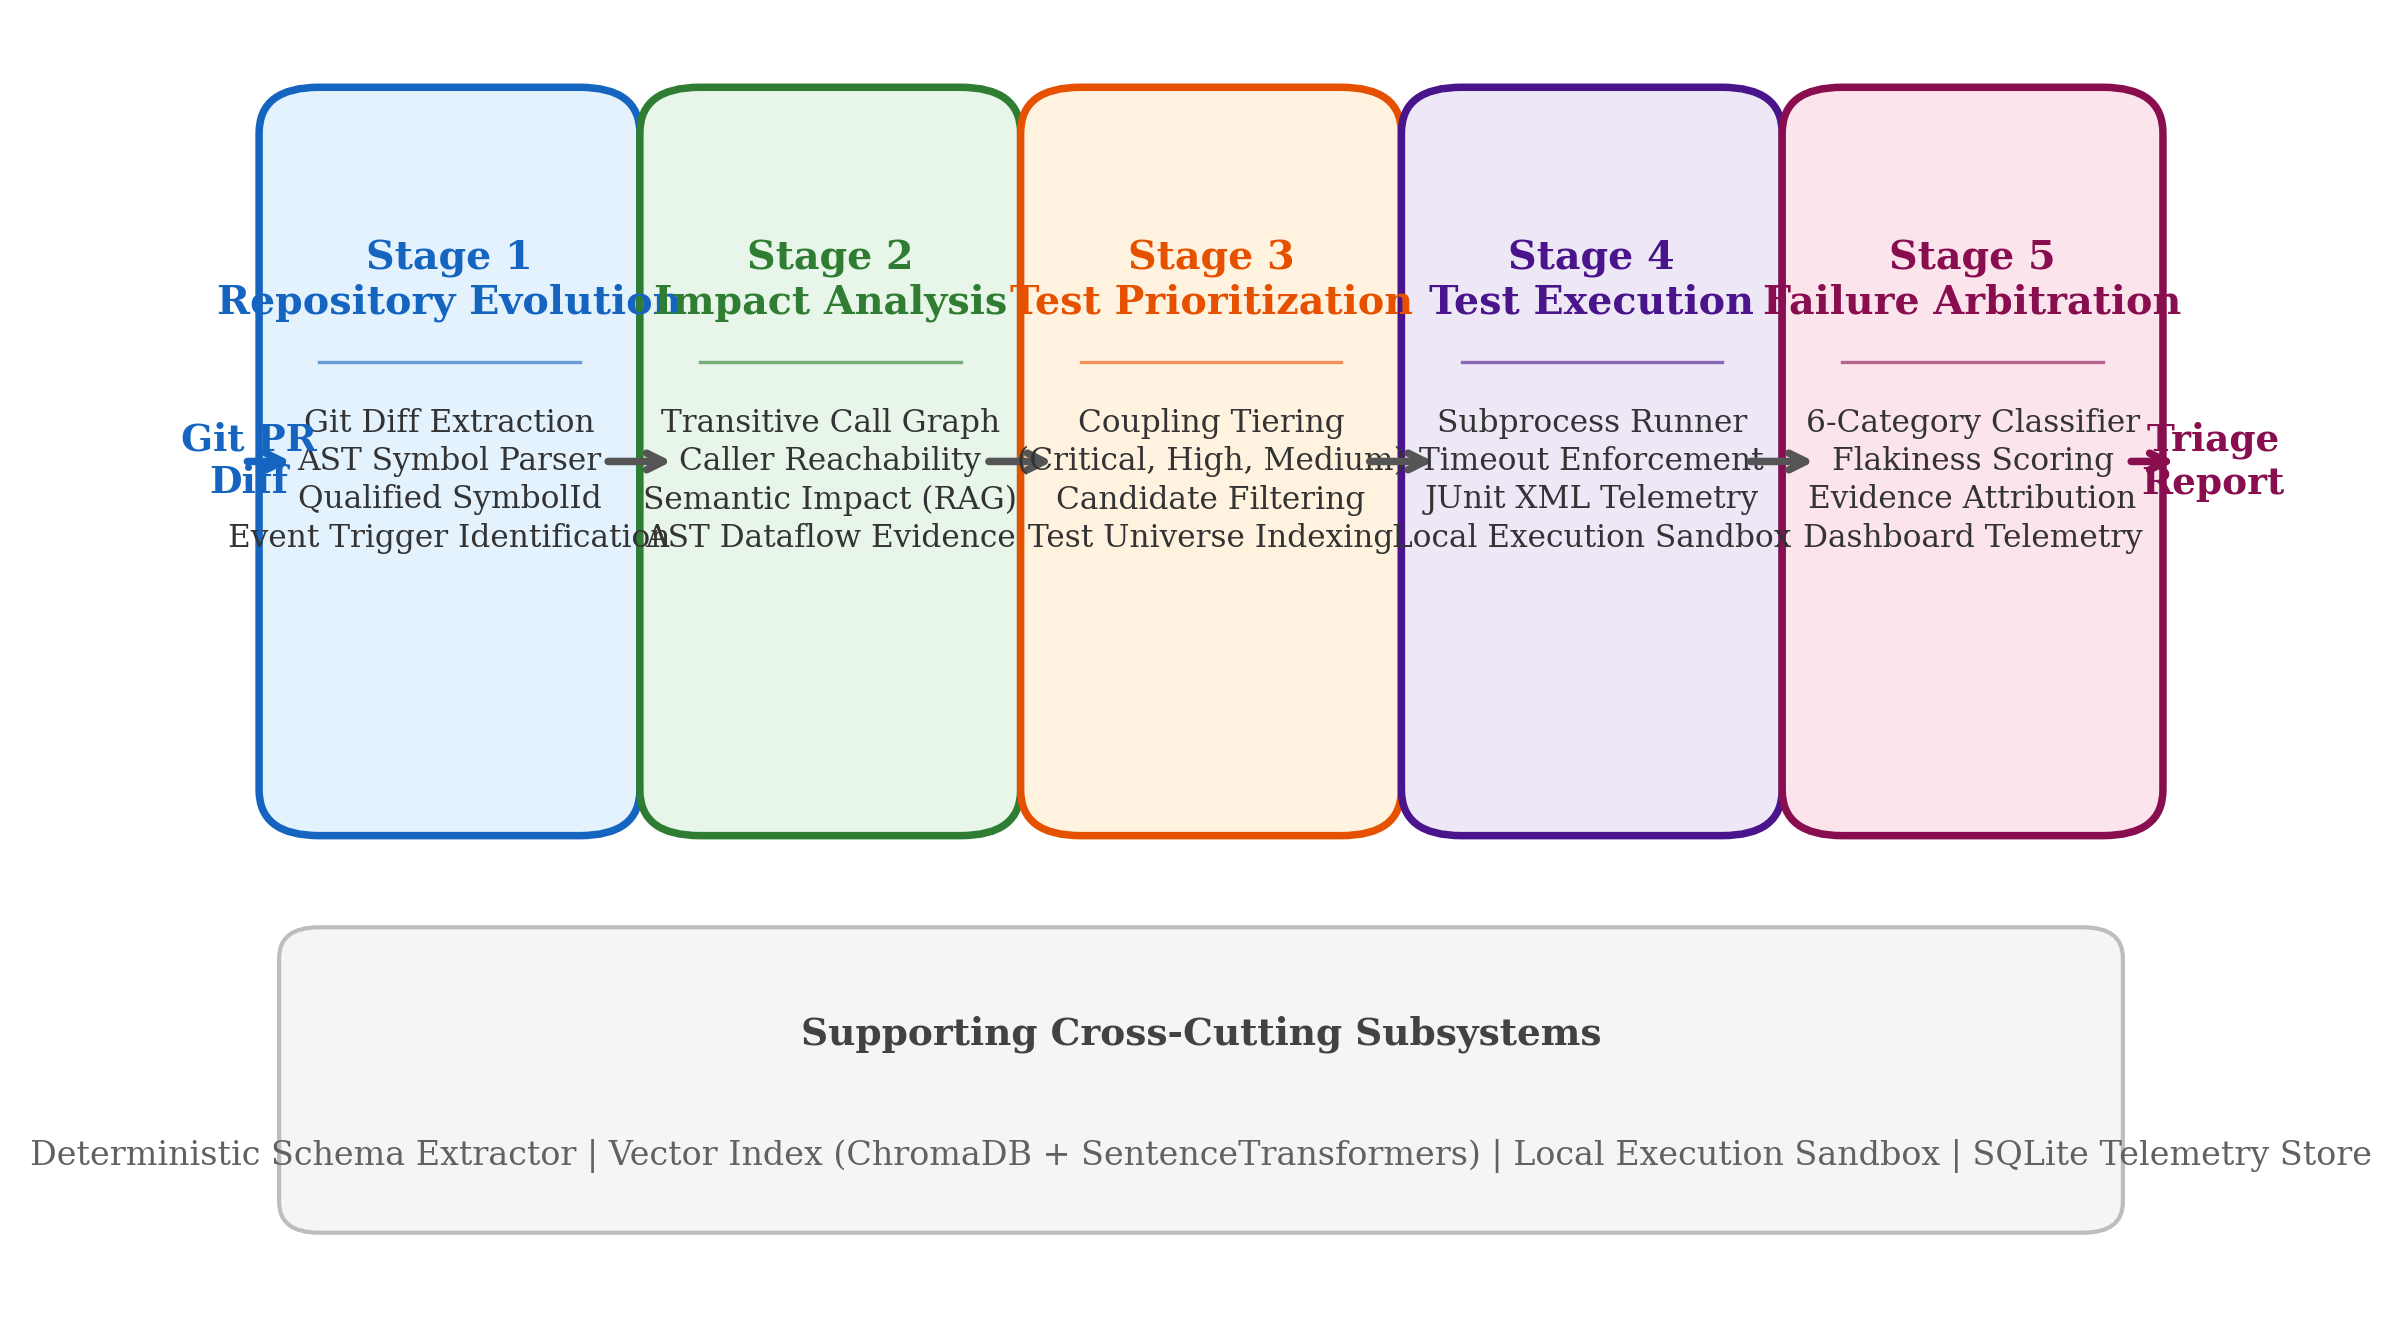 Git PR
Diff
Stage 1
Repository Evolution
Git Diff Extraction
AST Symbol Parser
Qualified SymbolId
Event Trigger Identification
Stage 2
Impact Analysis
Transitive Call Graph
Caller Reachability
Semantic Impact (RAG)
AST Dataflow Evidence
Stage 3
Test Prioritization
Coupling Tiering
(Critical, High, Medium)
Candidate Filtering
Test Universe Indexing
Stage 4
Test Execution
Subprocess Runner
Timeout Enforcement
JUnit XML Telemetry
Local Execution Sandbox
Stage 5
Failure Arbitration
6-Category Classifier
Flakiness Scoring
Evidence Attribution
Dashboard Telemetry
Triage
Report
Supporting Cross-Cutting Subsystems
Deterministic Schema Extractor | Vector Index (ChromaDB + SentenceTransformers) | Local Execution Sandbox | SQLite Telemetry Store